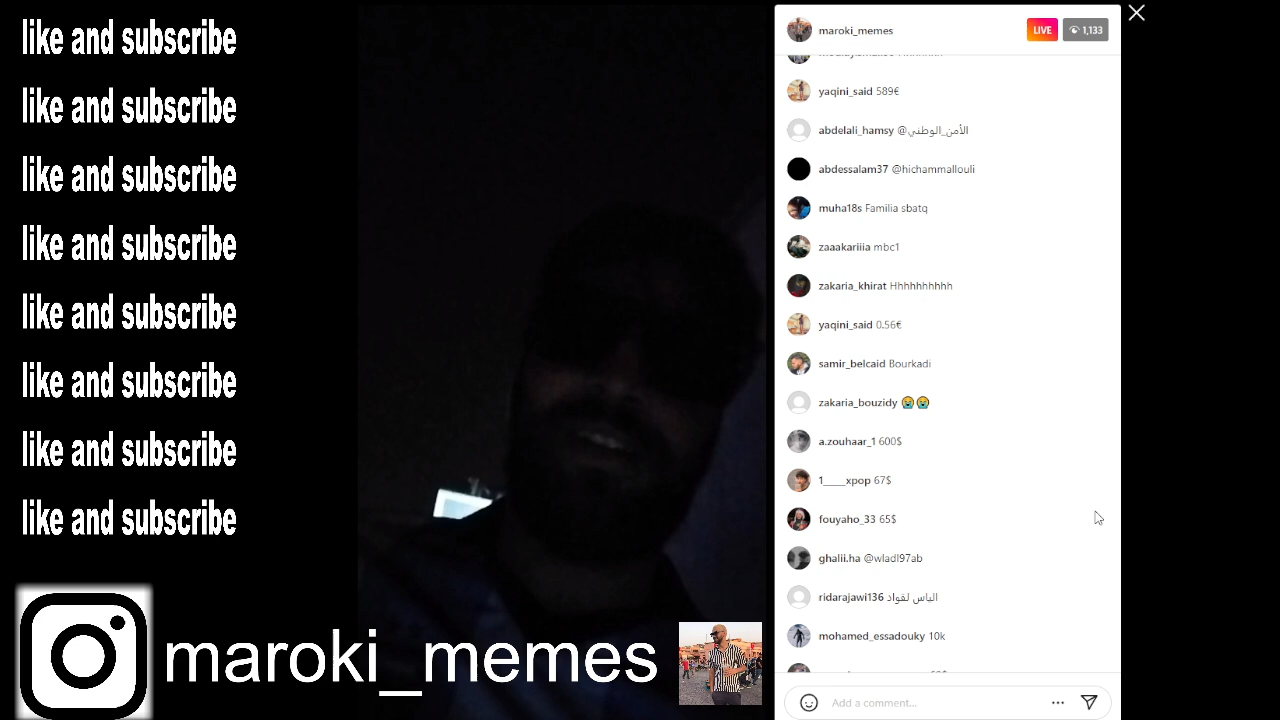 like and subscribe
like and subscribe
like and subscribe
like and subscribe
like and subscribe
like and subscribe
like and subscribe
like and subscribe
maroki_memes
maroki_memes
LIVE
1,133
yaqini_said 589€
abdelali_hamsy @الأمن_الوطني
abdessalam37 @hichammallouli
muha18s Familia sbatq
zaaakariiia mbc1
zakaria_khirat Hhhhhhhhhh
yaqini_said 0.56€
samir_belcaid Bourkadi
zakaria_bouzidy 😭😭
a.zouhaar_1 600$
1____xpop 67$
fouyaho_33 65$
ghalii.ha @wladl97ab
ridarajawi136 الياس لقواد
mohamed_essadouky 10k
Add a comment...